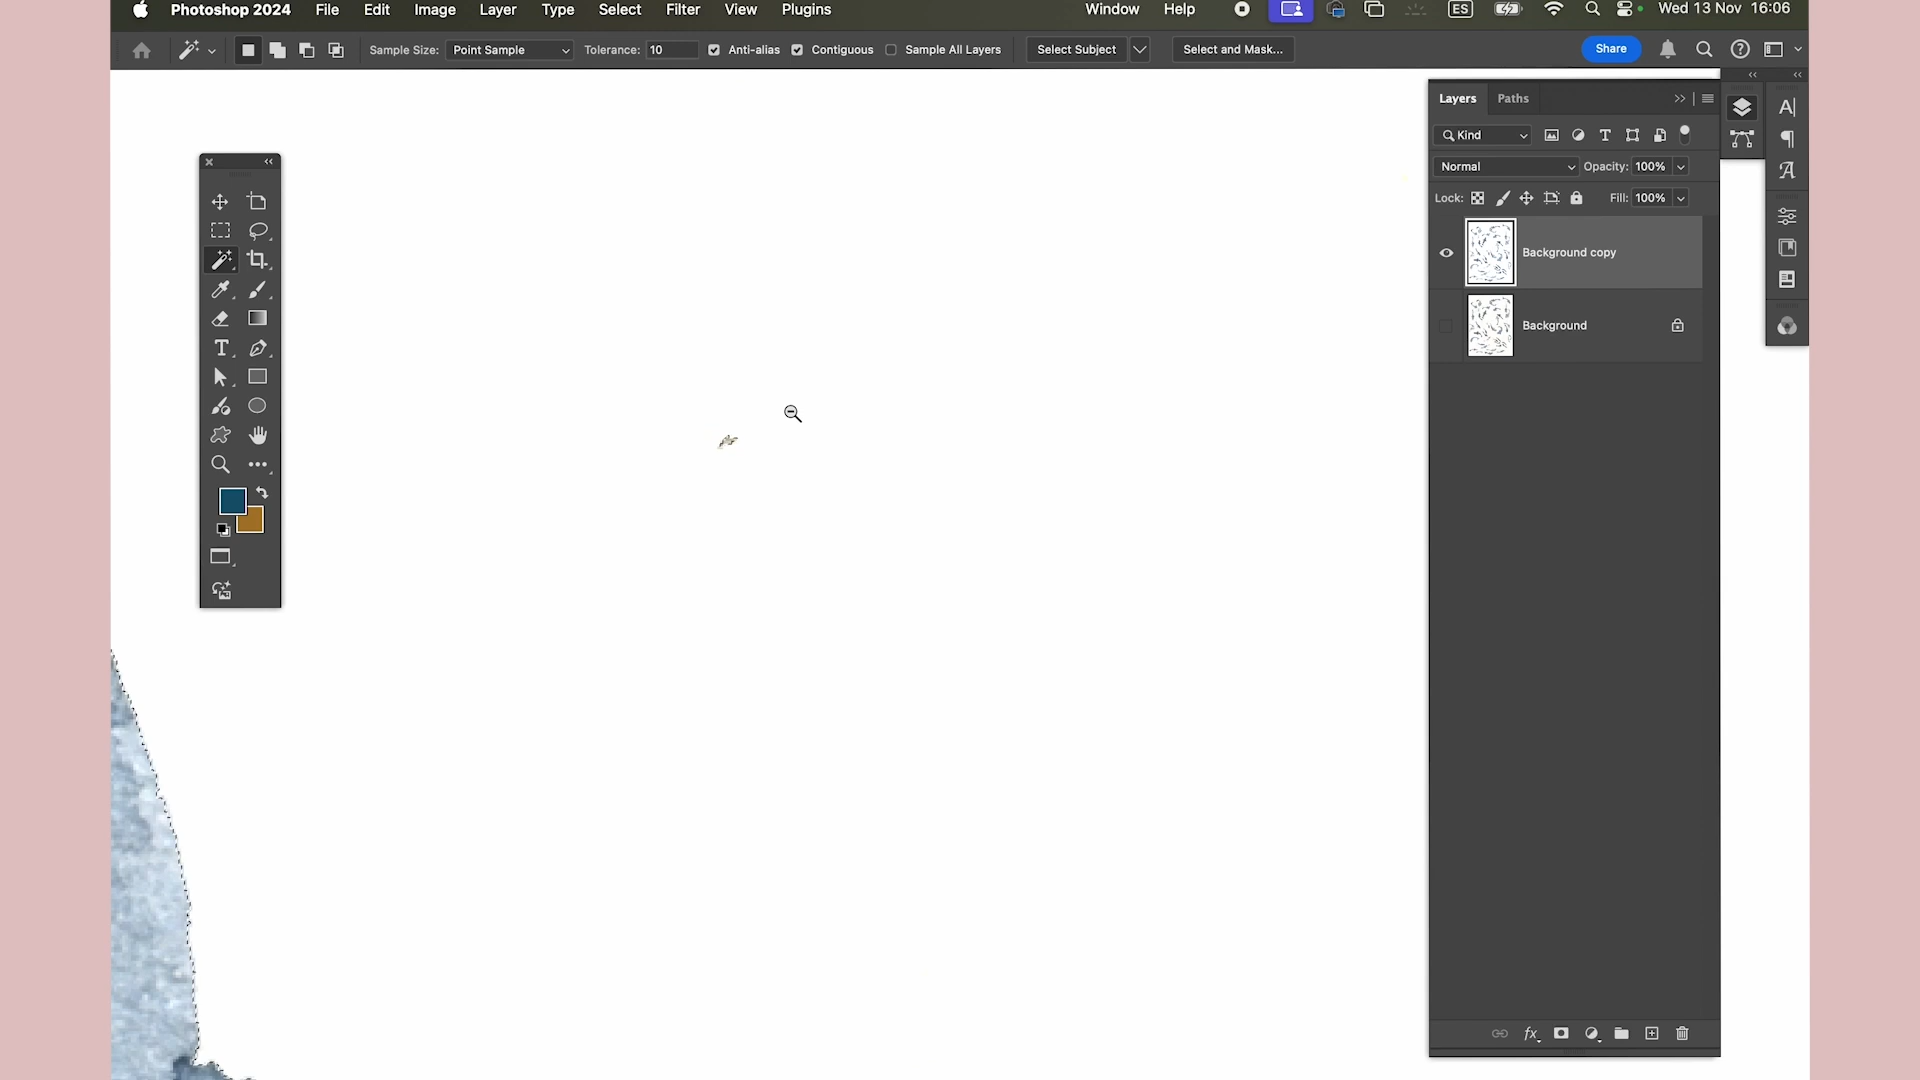 Photoshop 2024 File Edit Image Layer Type Select Filter View Plugins Window Help ES Wed 13 Nov 16:06
Sample Size: Point Sample Tolerance: 10 Anti-alias Contiguous Sample All Layers Select Subject Select and Mask... Share
Layers Paths
Kind
Normal Opacity: 100%
Lock: Fill: 100%
Background copy
Background